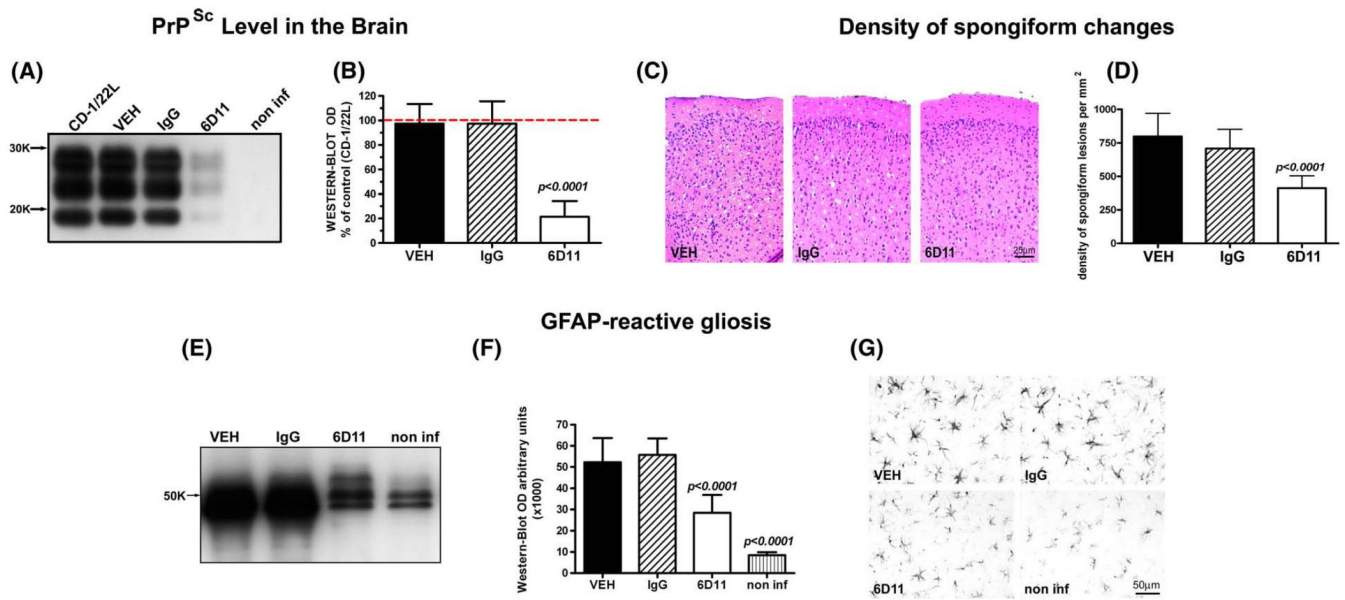 PrP Sc Level in the Brain
Density of spongiform changes
(A)
CD-1/22L
VEH
IgG
6D11
non inf
30K
20K
(B)
WESTERN-BLOT OD
% of control (CD-1/22L)
120
100
80
60
40
20
0
p<0.0001
VEH
IgG
6D11
(C)
VEH
IgG
6D11
25µm
(D)
density of spongiform lesions per mm2
1000
750
500
250
0
p<0.0001
VEH
IgG
6D11
GFAP-reactive gliosis
(E)
VEH
IgG
6D11
non inf
50K
(F)
Western-Blot OD arbitrary units
(x1000)
70
60
50
40
30
20
10
0
p<0.0001
p<0.0001
VEH
IgG
6D11
non inf
(G)
VEH
IgG
6D11
non inf
50µm